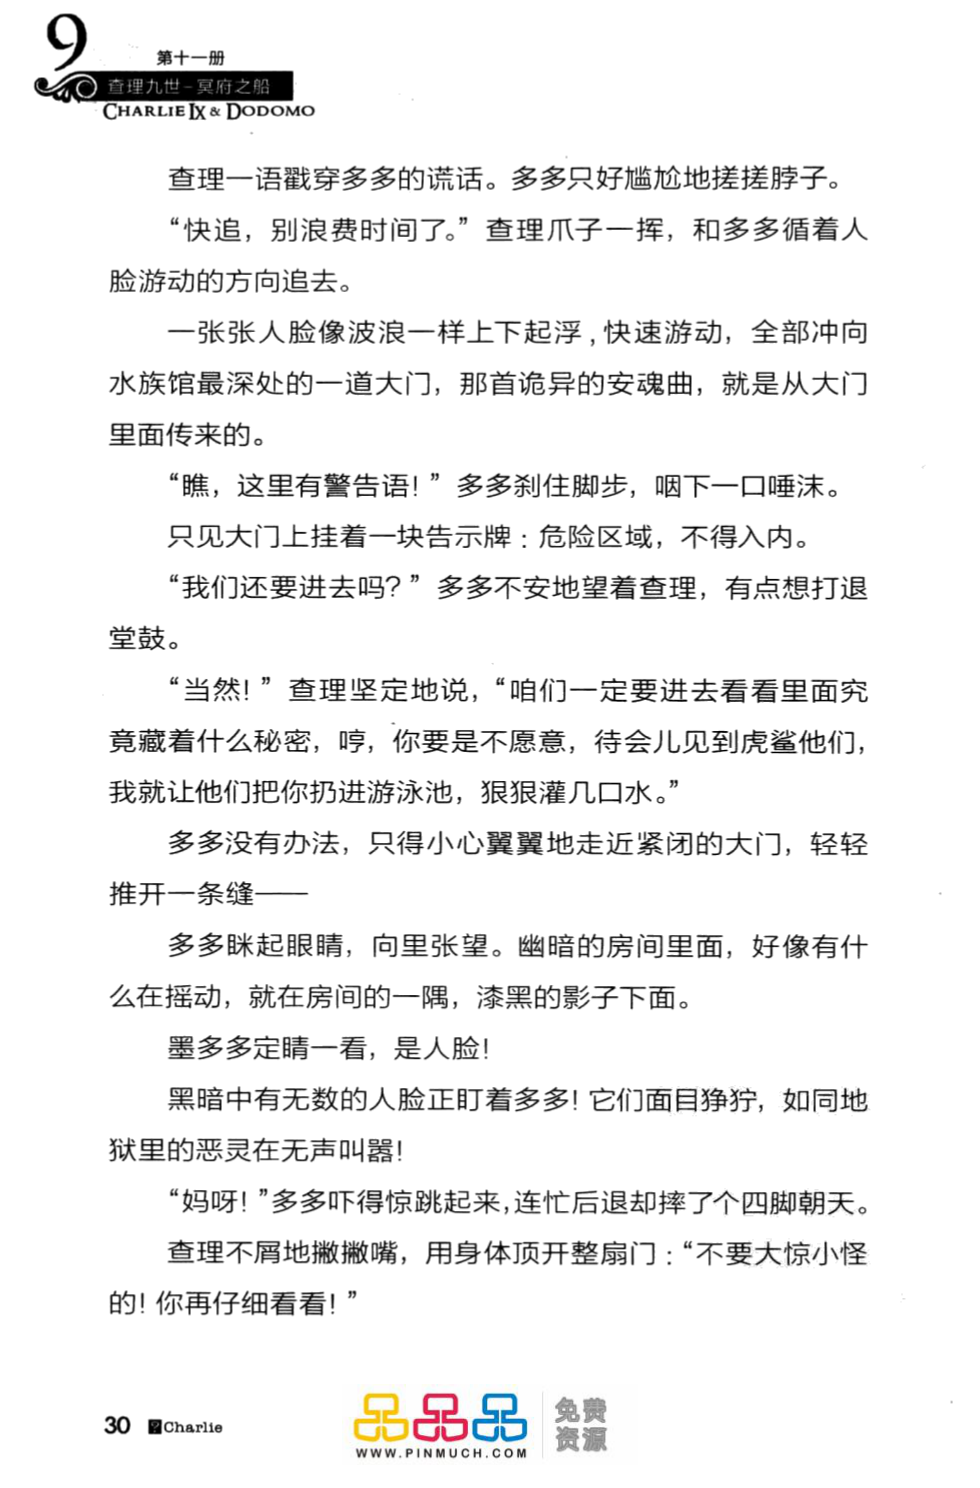 9
第十一册
查理九世-冥府之船
CHARLIE IX & DODOMO
查理一语戳穿多多的谎话。多多只好尴尬地搓搓脖子。
“快追，别浪费时间了。”查理爪子一挥，和多多循着人
脸游动的方向追去。
一张张人脸像波浪一样上下起浮,快速游动，全部冲向
水族馆最深处的一道大门，那首诡异的安魂曲，就是从大门
里面传来的。
“瞧，这里有警告语！”多多刹住脚步，咽下一口唾沫。
只见大门上挂着一块告示牌：危险区域，不得入内。
“我们还要进去吗？”多多不安地望着查理，有点想打退
堂鼓。
“当然！”查理坚定地说，“咱们一定要进去看看里面究
竟藏着什么秘密，哼，你要是不愿意，待会儿见到虎鲨他们，
我就让他们把你扔进游泳池，狠狠灌几口水。”
多多没有办法，只得小心翼翼地走近紧闭的大门，轻轻
推开一条缝——
多多眯起眼睛，向里张望。幽暗的房间里面，好像有什
么在摇动，就在房间的一隅，漆黑的影子下面。
墨多多定睛一看，是人脸！
黑暗中有无数的人脸正盯着多多！它们面目狰狞，如同地
狱里的恶灵在无声叫嚣！
“妈呀！”多多吓得惊跳起来,连忙后退却摔了个四脚朝天。
查理不屑地撇撇嘴，用身体顶开整扇门：“不要大惊小怪
的！你再仔细看看！”
30 Charlie
品品品 免费
WWW.PINMUCH.COM 资源